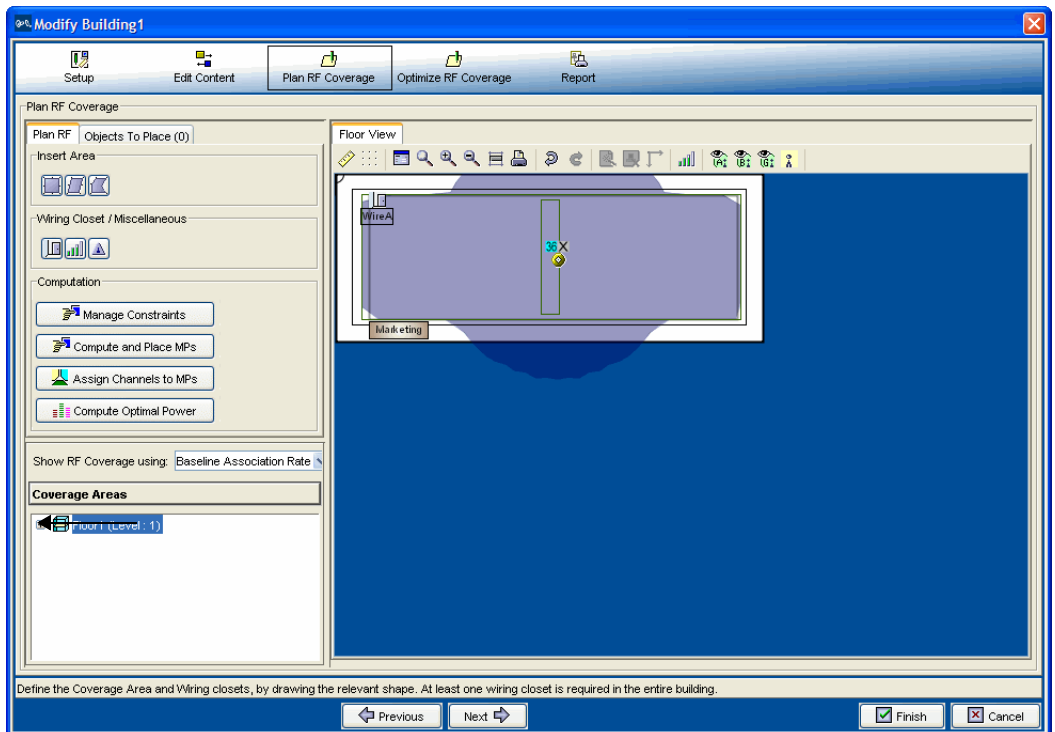 Modify Building1
Setup
Edit Content
Plan RF Coverage
Optimize RF Coverage
Report
Plan RF Coverage
Plan RF
Objects To Place (0)
Insert Area
Wiring Closet / Miscellaneous
Computation
Manage Constraints
Compute and Place MPs
Assign Channels to MPs
Compute Optimal Power
Show RF Coverage using: Baseline Association Rate
Coverage Areas
Floor1 (Level : 1)
Floor View
WireA
36 X
Marketing
Define the Coverage Area and Wiring closets, by drawing the relevant shape. At least one wiring closet is required in the entire building.
Previous
Next
Finish
Cancel